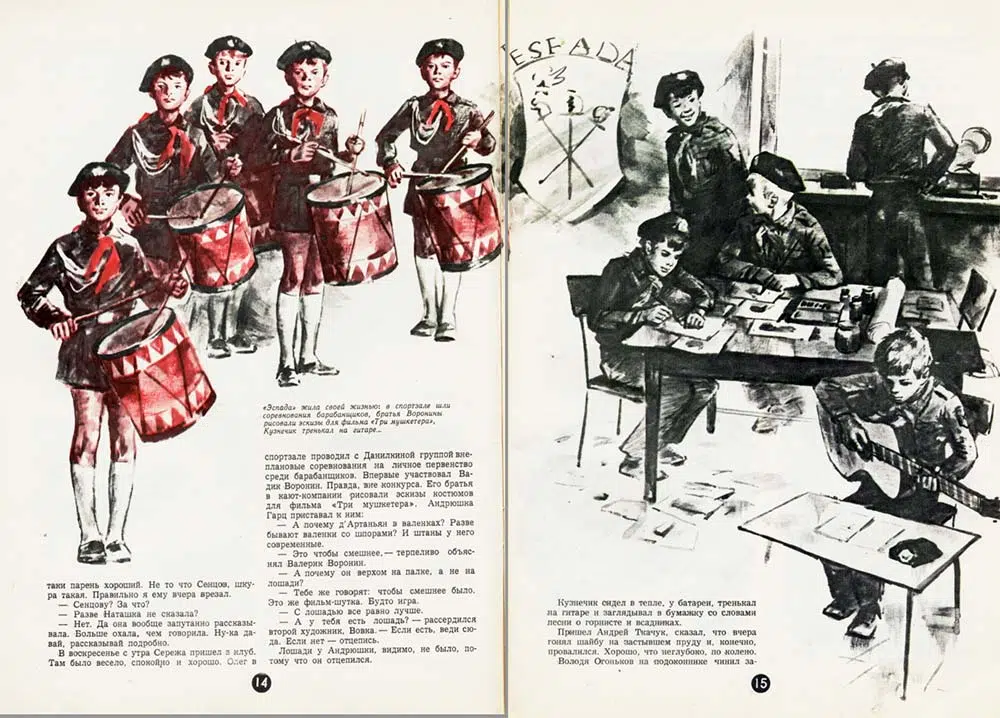 таки парень хороший. Не то что Сенцов, шку-
ра такая. Правильно я ему вчера врезал.
— Сенцову? За что?
— Разве Наташка не сказала?
— Нет. Да она вообще запутанно рассказы-
вала. Больше охала, чем говорила. Ну-ка да-
вай, рассказывай подробно.
В воскресенье с утра Сережа пришел в клуб.
Там было весело, спокойно и хорошо. Олег в
«Эспада» жила своей жизнью: в спортзале шли
соревнования барабанщиков, братья Воронины
рисовали эскизы для фильма «Три мушкетера»,
Кузнечик тренькал на гитаре...
спортзале проводил с Данилкиной группой вне-
плановые соревнования на личное первенство
среди барабанщиков. Впервые участвовал Ва-
дик Воронин. Правда, вне конкурса. Его братья
в кают-компании рисовали эскизы костюмов
для фильма «Три мушкетера». Андрюшка
Гарц приставал к ним:
— А почему д'Артаньян в валенках? Разве
бывают валенки со шпорами? И штаны у него
современные.
— Это чтобы смешнее, — терпеливо объяс-
нял Валерик Воронин.
— А почему он верхом на палке, а не на
лошади?
— Тебе же говорят: чтобы смешнее было.
Это же фильм-шутка. Будто игра.
— С лошадью все равно лучше.
— А у тебя есть лошадь? — рассердился
второй художник, Вовка. — Если есть, веди сю-
да. Если нет — отцепись.
Лошади у Андрюшки, видимо, не было, по-
тому что он отцепился.
14
ESPADA
Кузнечик сидел в тепле, у батареи, тренькал
на гитаре и заглядывал в бумажку со словами
песни о горнисте и всадниках.
Пришел Андрей Ткачук, сказал, что вчера
гонял шайбу на застывшем пруду и, конечно,
провалился. Хорошо, что неглубоко, по колено.
Володя Огоньков на подоконнике чинил за-
15